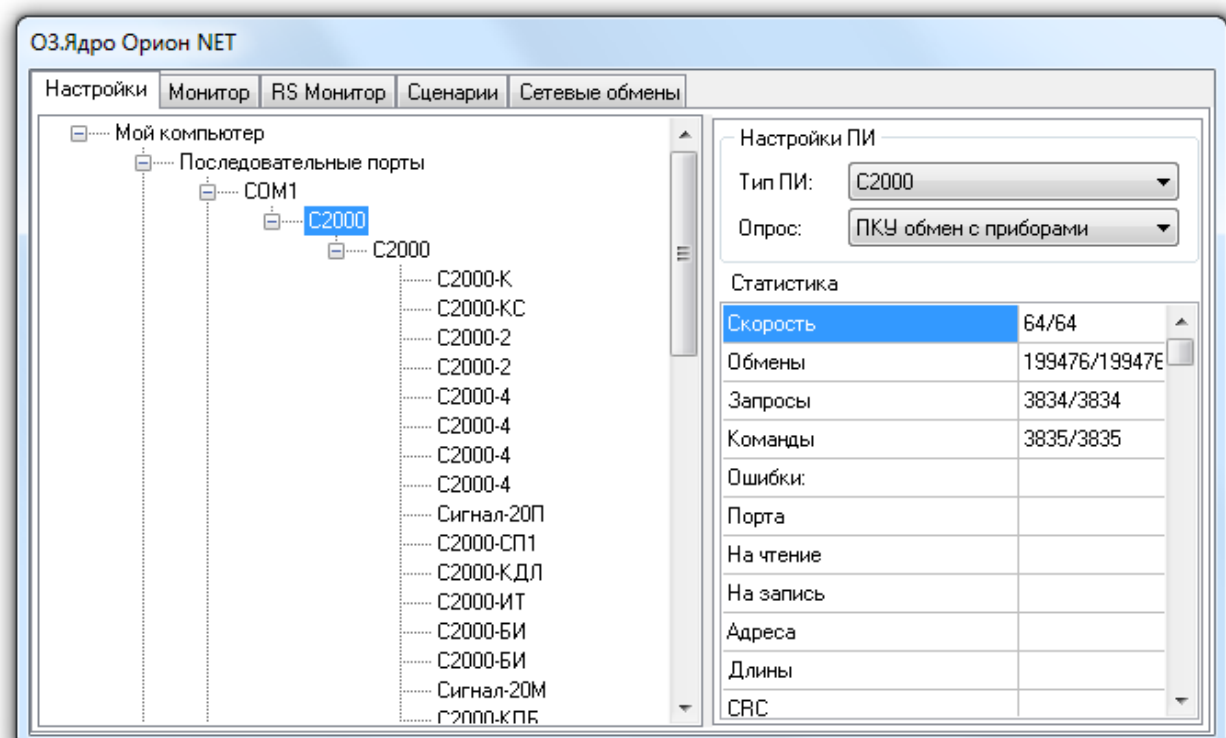 О3.Ядро Орион NET
Настройки Монитор RS Монитор Сценарии Сетевые обмены
Мой компьютер
Последовательные порты
COM1
С2000
С2000
С2000-К
С2000-КС
С2000-2
С2000-2
С2000-4
С2000-4
С2000-4
С2000-4
Сигнал-20П
С2000-СП1
С2000-КДЛ
С2000-ИТ
С2000-БИ
С2000-БИ
Сигнал-20М
С2000-КПБ
Настройки ПИ
Тип ПИ: С2000
Опрос: ПКУ обмен с приборами
Статистика
Скорость 64/64
Обмены 199476/199476
Запросы 3834/3834
Команды 3835/3835
Ошибки:
Порта
На чтение
На запись
Адреса
Длины
CRC